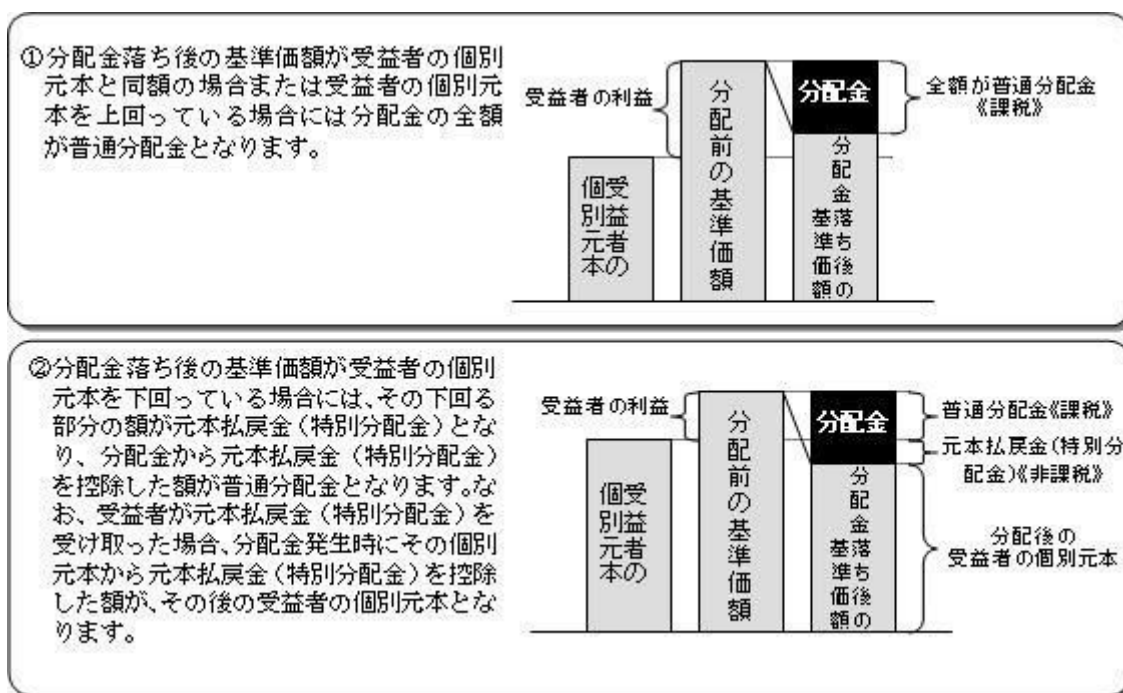 ①分配金落ち後の基準価額が受益者の個別
元本と同額の場合または受益者の個別元
本を上回っている場合には分配金の全額
が普通分配金となります。
受益者の利益
受益者の
個別元本
分配前の基準価額
分配金
分配金落ち後の
基準価額
全額が普通分配金
《課税》
②分配金落ち後の基準価額が受益者の個別
元本を下回っている場合には、その下回る
部分の額が元本払戻金（特別分配金）とな
り、分配金から元本払戻金（特別分配金）
を控除した額が普通分配金となります。な
お、受益者が元本払戻金（特別分配金）を
受け取った場合、分配金発生時にその個別
元本から元本払戻金（特別分配金）を控除
した額が、その後の受益者の個別元本とな
ります。
受益者の利益
受益者の
個別元本
分配前の基準価額
分配金
分配金落ち後の
基準価額
普通分配金《課税》
元本払戻金（特別分
配金）《非課税》
分配後の
受益者の個別元本